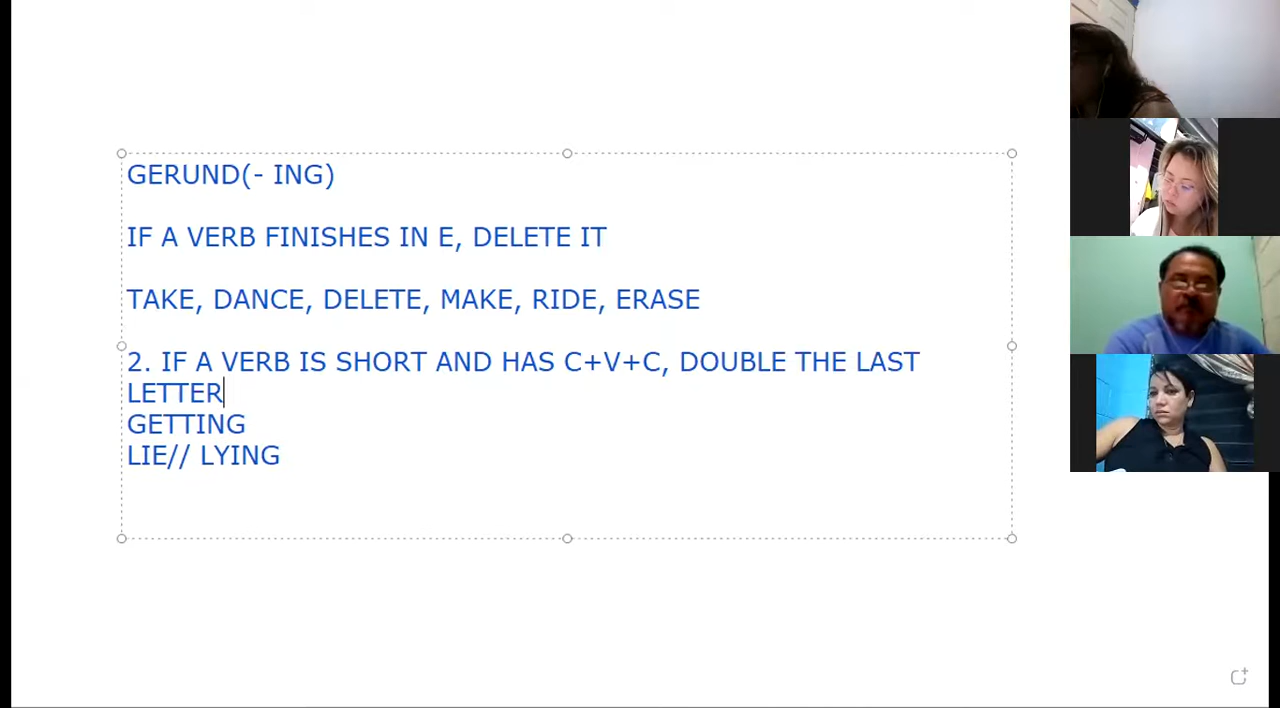 GERUND(- ING)
IF A VERB FINISHES IN E, DELETE IT
TAKE, DANCE, DELETE, MAKE, RIDE, ERASE
2. IF A VERB IS SHORT AND HAS C+V+C, DOUBLE THE LAST
LETTER
GETTING
LIE// LYING